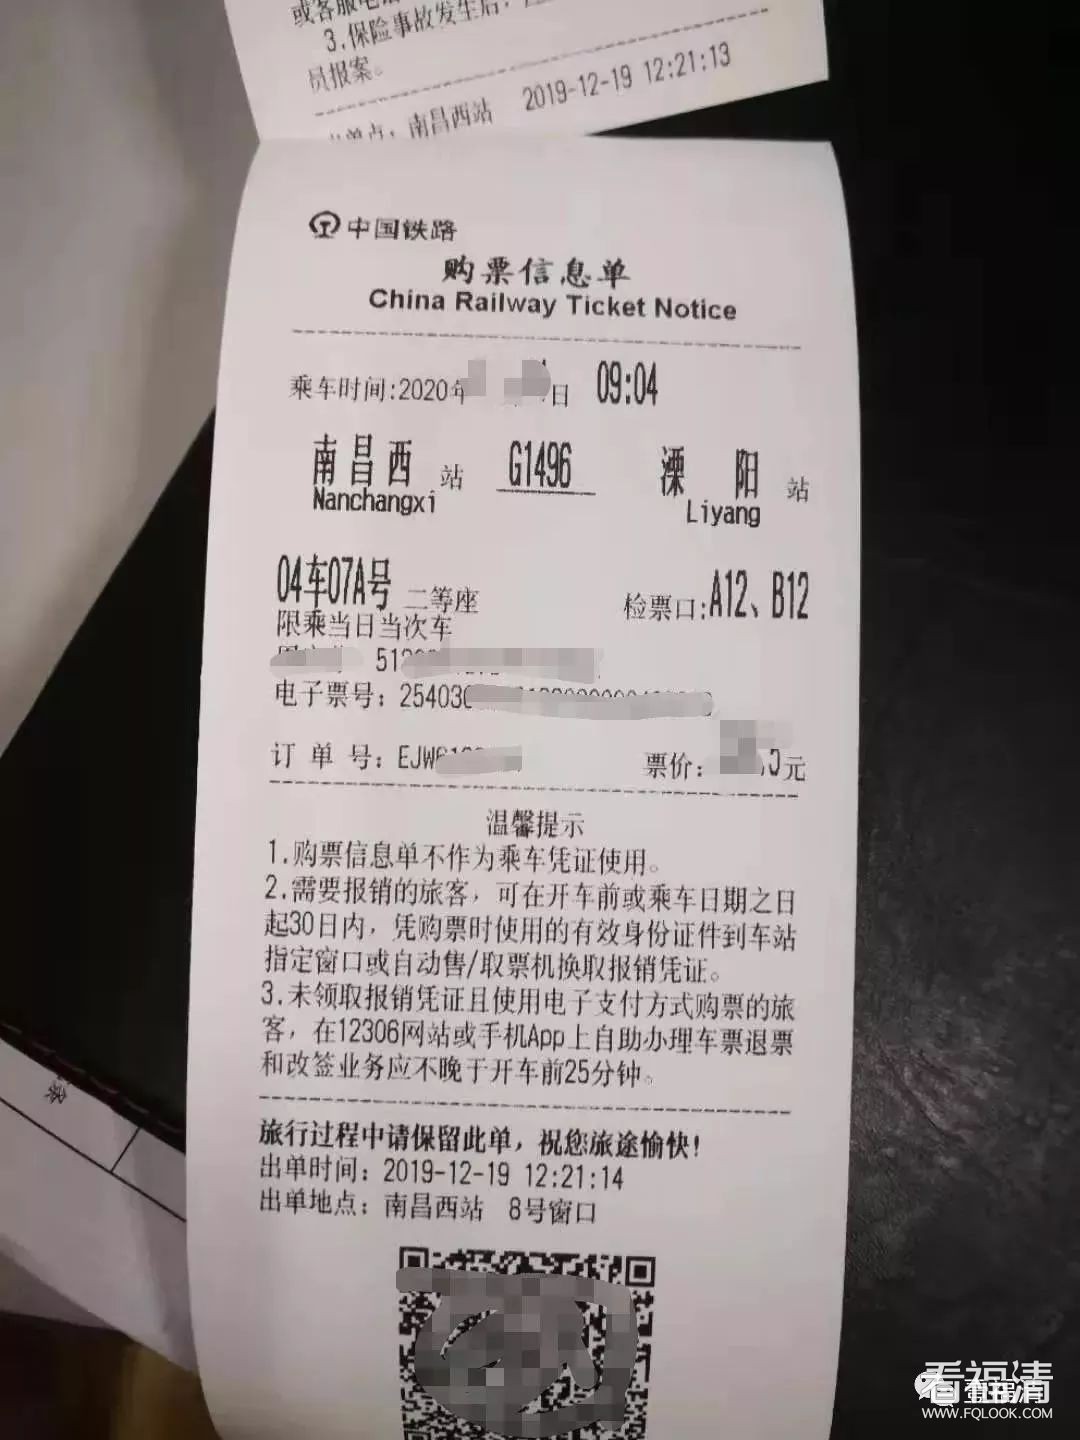 或客服电
3.保险事故发生后，
员报案。
南昌西站 2019-12-19 12:21:13
中国铁路
购票信息单
China Railway Ticket Notice
乘车时间:2020年 日 09:04
南昌西 站 G1496 溧 阳 站
Nanchangxi Liyang
04车07A号 二等座 检票口:A12、B12
限乘当日当次车
电子票号：
订 单 号： 票价： 元
温馨提示
1.购票信息单不作为乘车凭证使用。
2.需要报销的旅客，可在开车前或乘车日期之日
起30日内，凭购票时使用的有效身份证件到车站
指定窗口或自动售/取票机换取报销凭证。
3.未领取报销凭证且使用电子支付方式购票的旅
客，在12306网站或手机App上自助办理车票退票
和改签业务应不晚于开车前25分钟。
旅行过程中请保留此单，祝您旅途愉快!
出单时间：2019-12-19 12:21:14
出单地点：南昌西站 8号窗口
看福清
WWW.FQLOOK.COM